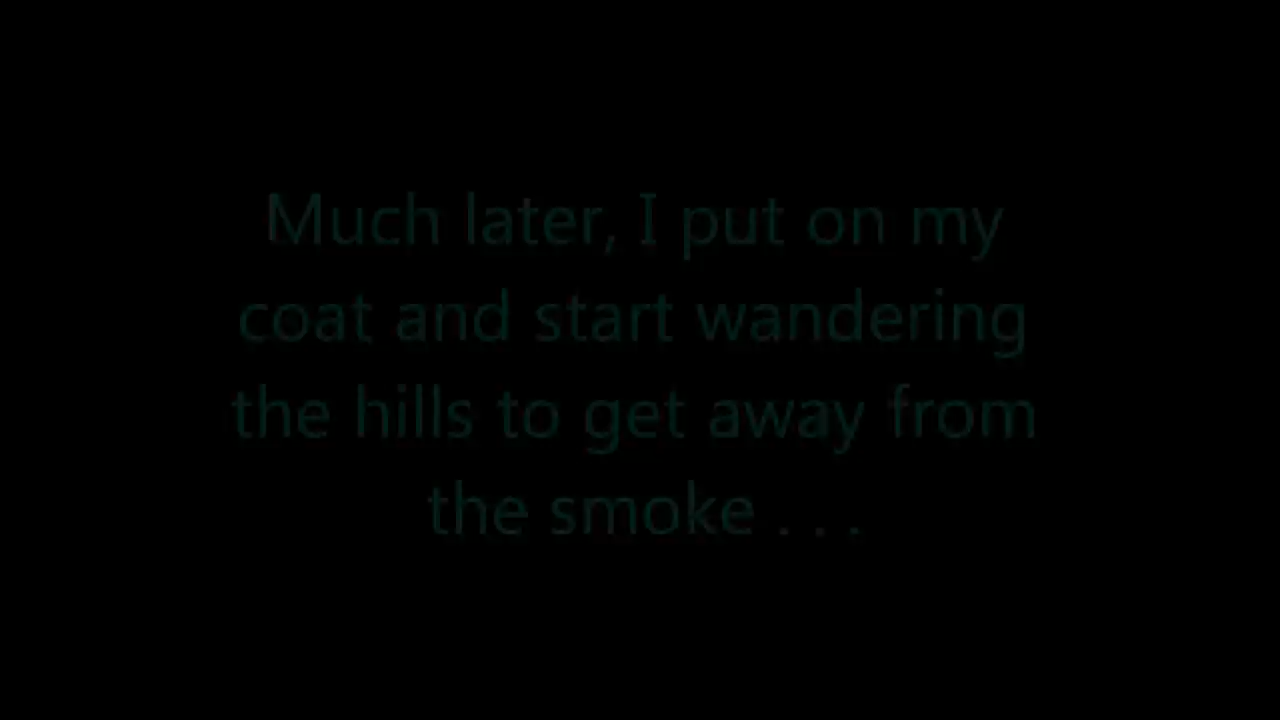 Much later, I put on my
coat and start wandering
the hills to get away from
the smoke . . .